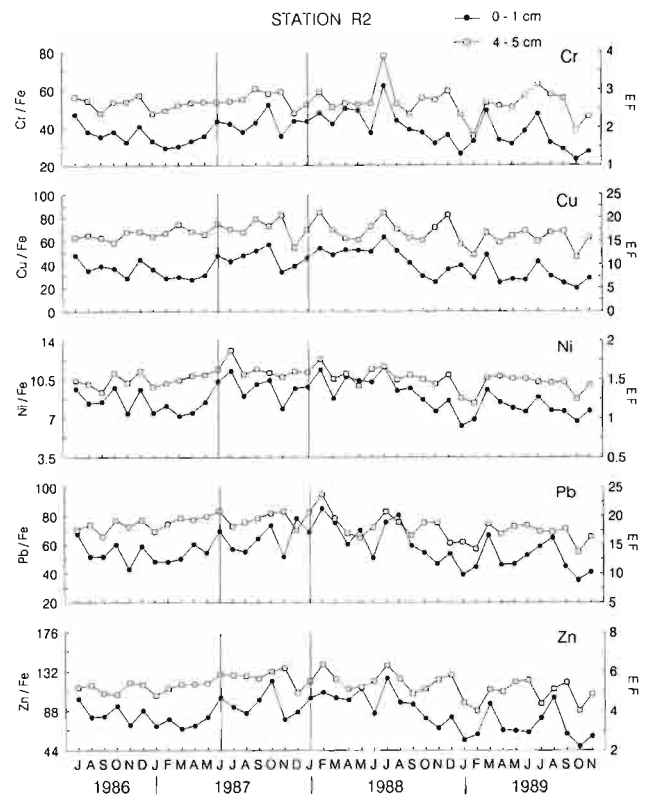 STATION R2
0 - 1 cm
4 - 5 cm
Cr
80
60
40
20
Cr / Fe
4
3
2
1
EF
Cu
100
80
60
40
20
0
Cu / Fe
25
20
15
10
5
0
EF
Ni
14
10.5
7
3.5
Ni / Fe
2
1.5
1
0.5
EF
Pb
100
80
60
40
20
Pb / Fe
25
20
15
10
5
EF
Zn
176
132
88
44
Zn / Fe
8
6
4
2
EF
J A S O N D J F M A M J J A S O N D J F M A M J J A S O N D J F M A M J J A S O N
1986 1987 1988 1989